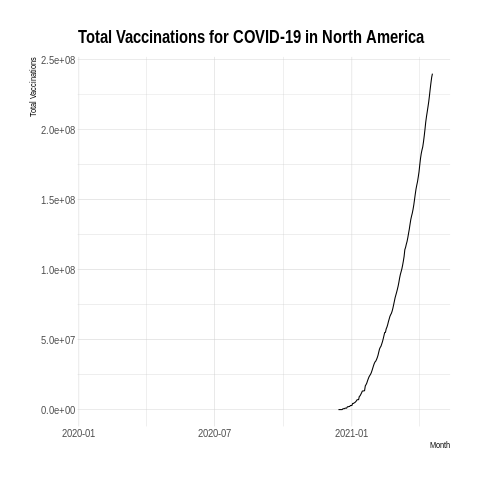 Total Vaccinations for COVID-19 in North America
Total Vaccinations
2.5e+08
2.0e+08
1.5e+08
1.0e+08
5.0e+07
0.0e+00
2020-01 2020-07 2021-01
Month